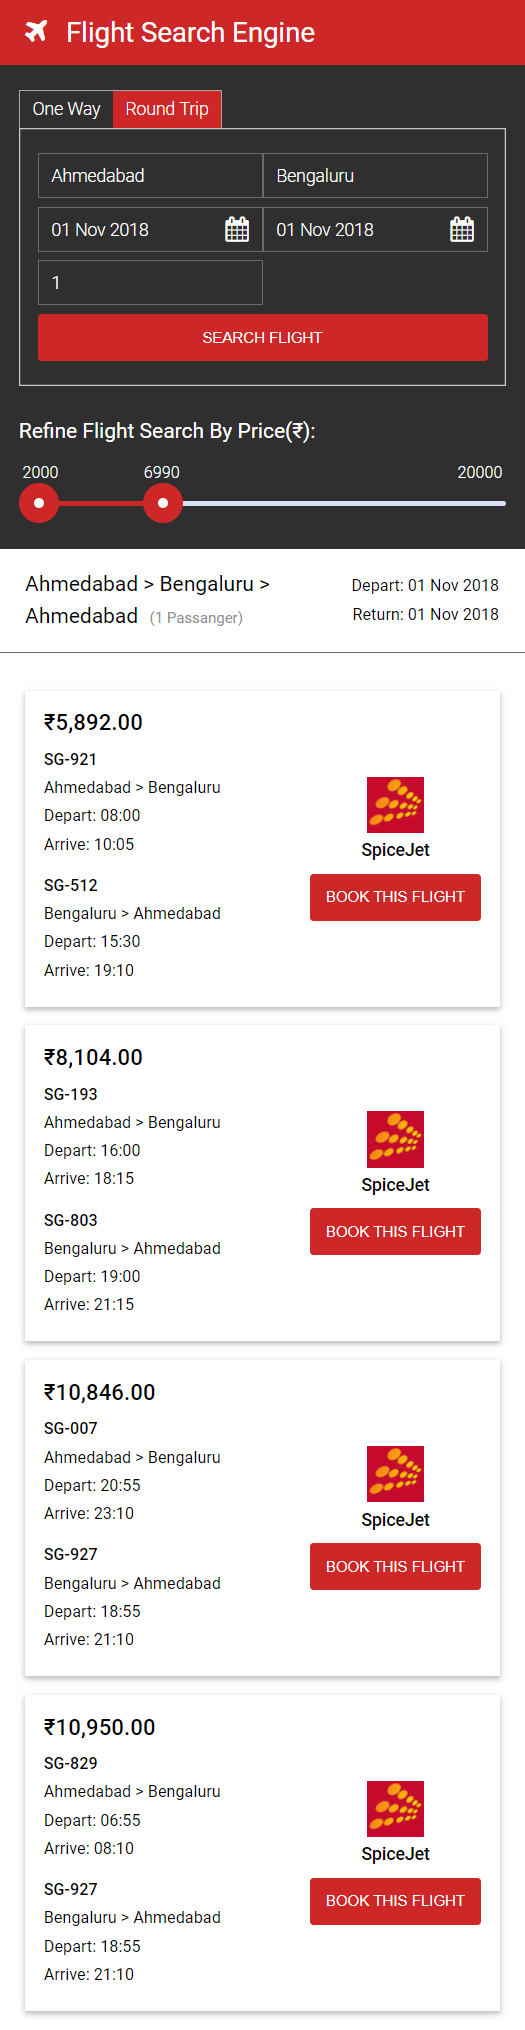 Flight Search Engine
One Way Round Trip
Ahmedabad Bengaluru
01 Nov 2018 01 Nov 2018
1
SEARCH FLIGHT
Refine Flight Search By Price(₹):
2000 6990 20000
Ahmedabad > Bengaluru >
Ahmedabad (1 Passanger)
Depart: 01 Nov 2018
Return: 01 Nov 2018
₹5,892.00
SG-921
Ahmedabad > Bengaluru
Depart: 08:00
Arrive: 10:05
SG-512
Bengaluru > Ahmedabad
Depart: 15:30
Arrive: 19:10
SpiceJet
BOOK THIS FLIGHT
₹8,104.00
SG-193
Ahmedabad > Bengaluru
Depart: 16:00
Arrive: 18:15
SG-803
Bengaluru > Ahmedabad
Depart: 19:00
Arrive: 21:15
SpiceJet
BOOK THIS FLIGHT
₹10,846.00
SG-007
Ahmedabad > Bengaluru
Depart: 20:55
Arrive: 23:10
SG-927
Bengaluru > Ahmedabad
Depart: 18:55
Arrive: 21:10
SpiceJet
BOOK THIS FLIGHT
₹10,950.00
SG-829
Ahmedabad > Bengaluru
Depart: 06:55
Arrive: 08:10
SG-927
Bengaluru > Ahmedabad
Depart: 18:55
Arrive: 21:10
SpiceJet
BOOK THIS FLIGHT